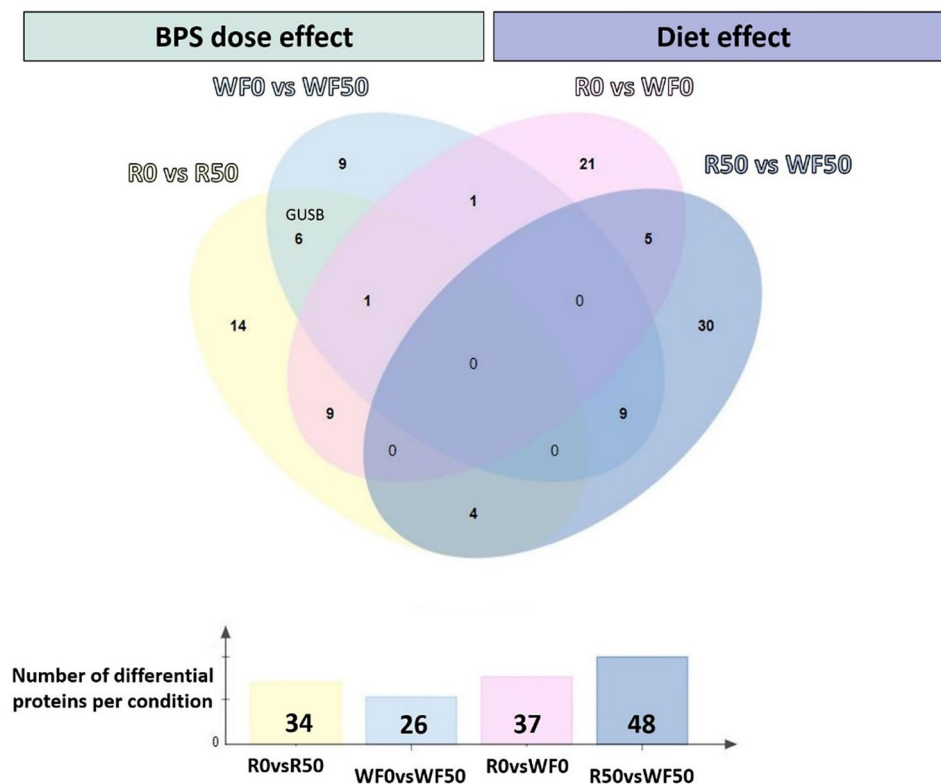 BPS dose effect Diet effect
WF0 vs WF50 R0 vs WF0
R0 vs R50 R50 vs WF50
9 21
1
GUSB
6 5
1 0
14 30
0
9 9
0 0
4
Number of differential
proteins per condition
34 26 37 48
0
R0vsR50 WF0vsWF50 R0vsWF0 R50vsWF50